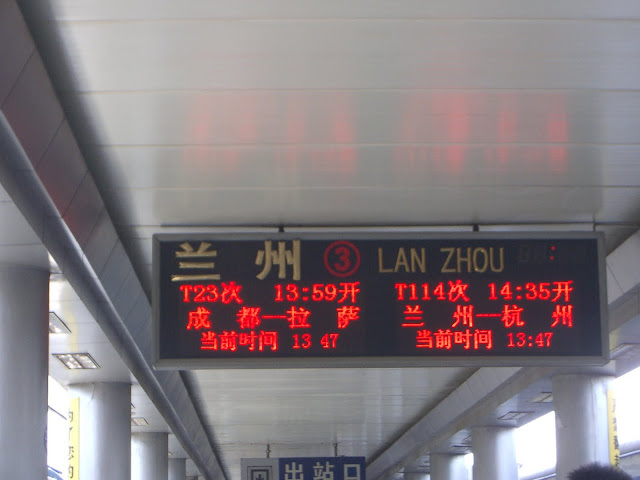 兰 州 ③ LAN ZHOU
T23次 13:59开
成 都—拉 萨
当前时间 13 47
T114次 14:35开
兰 州—杭 州
当前时间 13:47
出站口